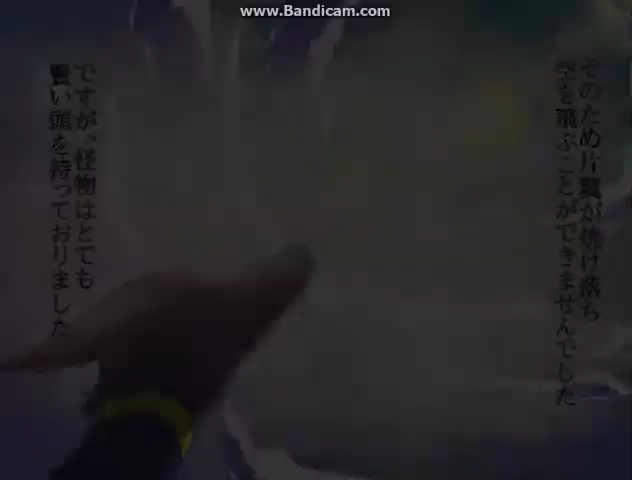 www.Bandicam.com
そのため片翼が焼け落ち
空を飛ぶことができませんでした
ですが、怪物はとても
賢い頭を持っておりました